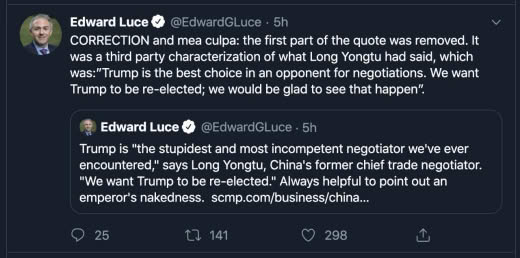 Edward Luce @EdwardGLuce · 5h
CORRECTION and mea culpa: the first part of the quote was removed. It
was a third party characterization of what Long Yongtu had said, which
was:"Trump is the best choice in an opponent for negotiations. We want
Trump to be re-elected; we would be glad to see that happen".
Edward Luce @EdwardGLuce · 5h
Trump is "the stupidest and most incompetent negotiator we've ever
encountered," says Long Yongtu, China's former chief trade negotiator.
"We want Trump to be re-elected." Always helpful to point out an
emperor's nakedness. scmp.com/business/china...
25 141 298